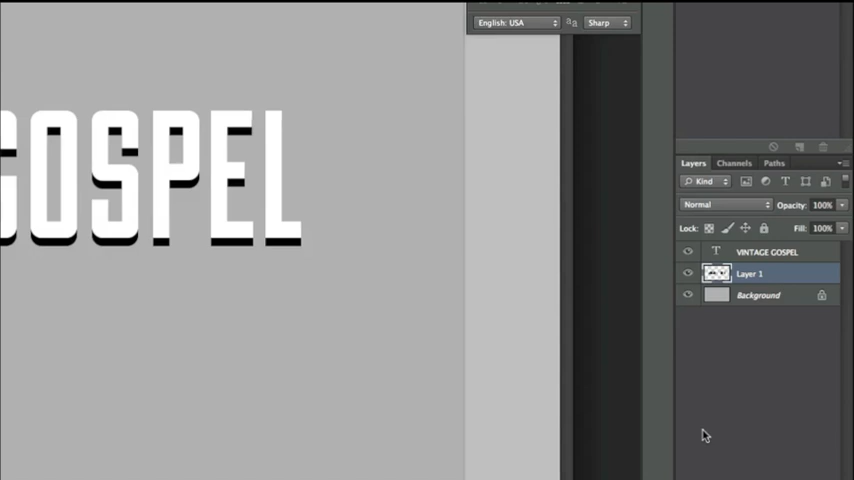 English: USA
aa
Sharp
GOSPEL
Layers
Channels
Paths
Kind
T
Normal
Opacity: 100%
Lock:
Fill: 100%
T
VINTAGE GOSPEL
Layer 1
Background